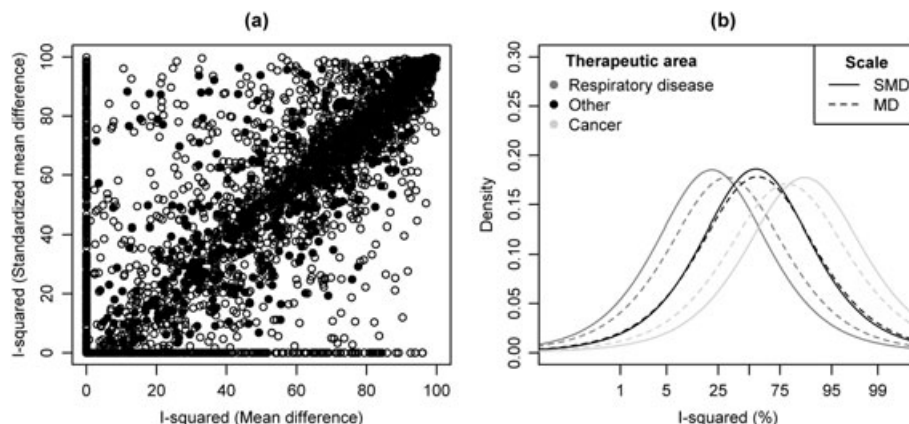 (a)
I-squared (Standardized mean difference)
100
80
60
40
20
0
0 20 40 60 80 100
I-squared (Mean difference)
(b)
Density
0.30
0.25
0.20
0.15
0.10
0.05
0.00
Therapeutic area
Respiratory disease
Other
Cancer
Scale
SMD
MD
1 5 25 75 95 99
I-squared (%)